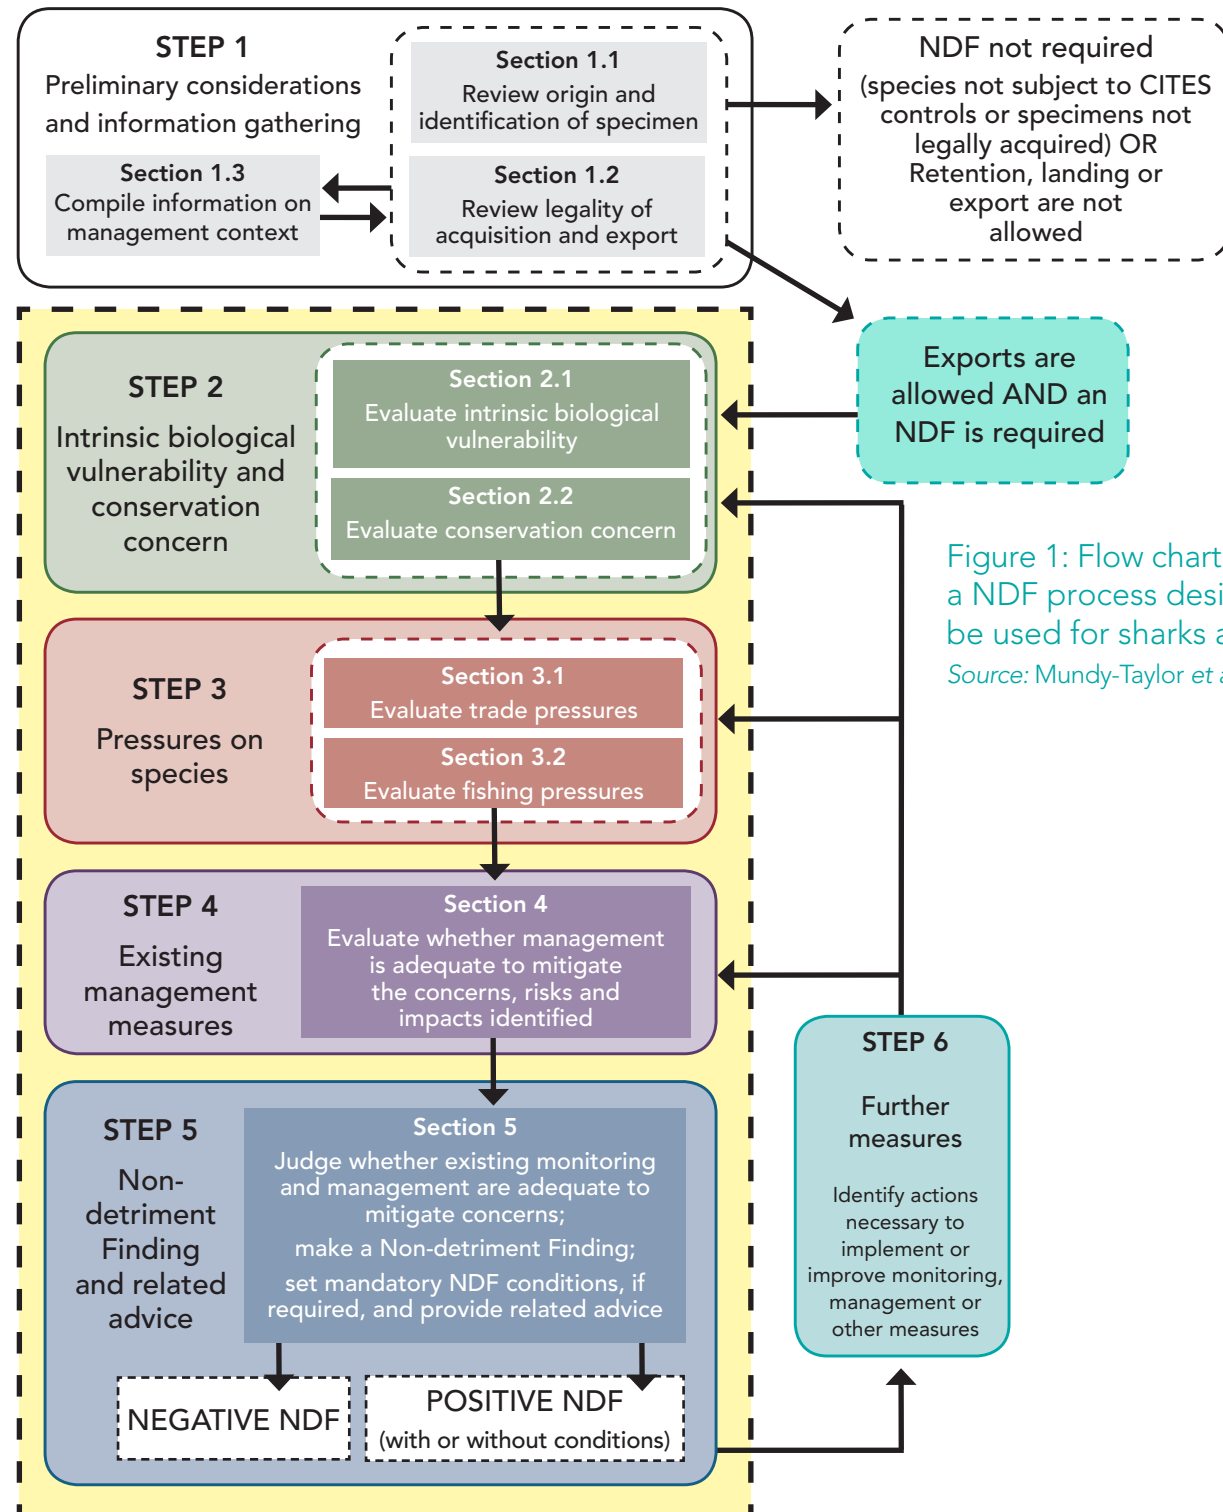 STEP 1
Preliminary considerations
and information gathering
Section 1.1
Review origin and
identification of specimen
Section 1.2
Review legality of
acquisition and export
Section 1.3
Compile information on
management context
NDF not required
(species not subject to CITES
controls or specimens not
legally acquired) OR
Retention, landing or
export are not
allowed
Exports are
allowed AND an
NDF is required
STEP 2
Intrinsic biological
vulnerability and
conservation
concern
Section 2.1
Evaluate intrinsic biological
vulnerability
Section 2.2
Evaluate conservation concern
Figure 1: Flow chart
a NDF process desi
be used for sharks a
Source: Mundy-Taylor et a
STEP 3
Pressures on
species
Section 3.1
Evaluate trade pressures
Section 3.2
Evaluate fishing pressures
STEP 4
Existing
management
measures
Section 4
Evaluate whether management
is adequate to mitigate
the concerns, risks and
impacts identified
STEP 5
Non-
detriment
Finding
and related
advice
Section 5
Judge whether existing monitoring
and management are adequate to
mitigate concerns;
make a Non-detriment Finding;
set mandatory NDF conditions, if
required, and provide related advice
NEGATIVE NDF
POSITIVE NDF
(with or without conditions)
STEP 6
Further
measures
Identify actions
necessary to
implement or
improve monitoring,
management or
other measures